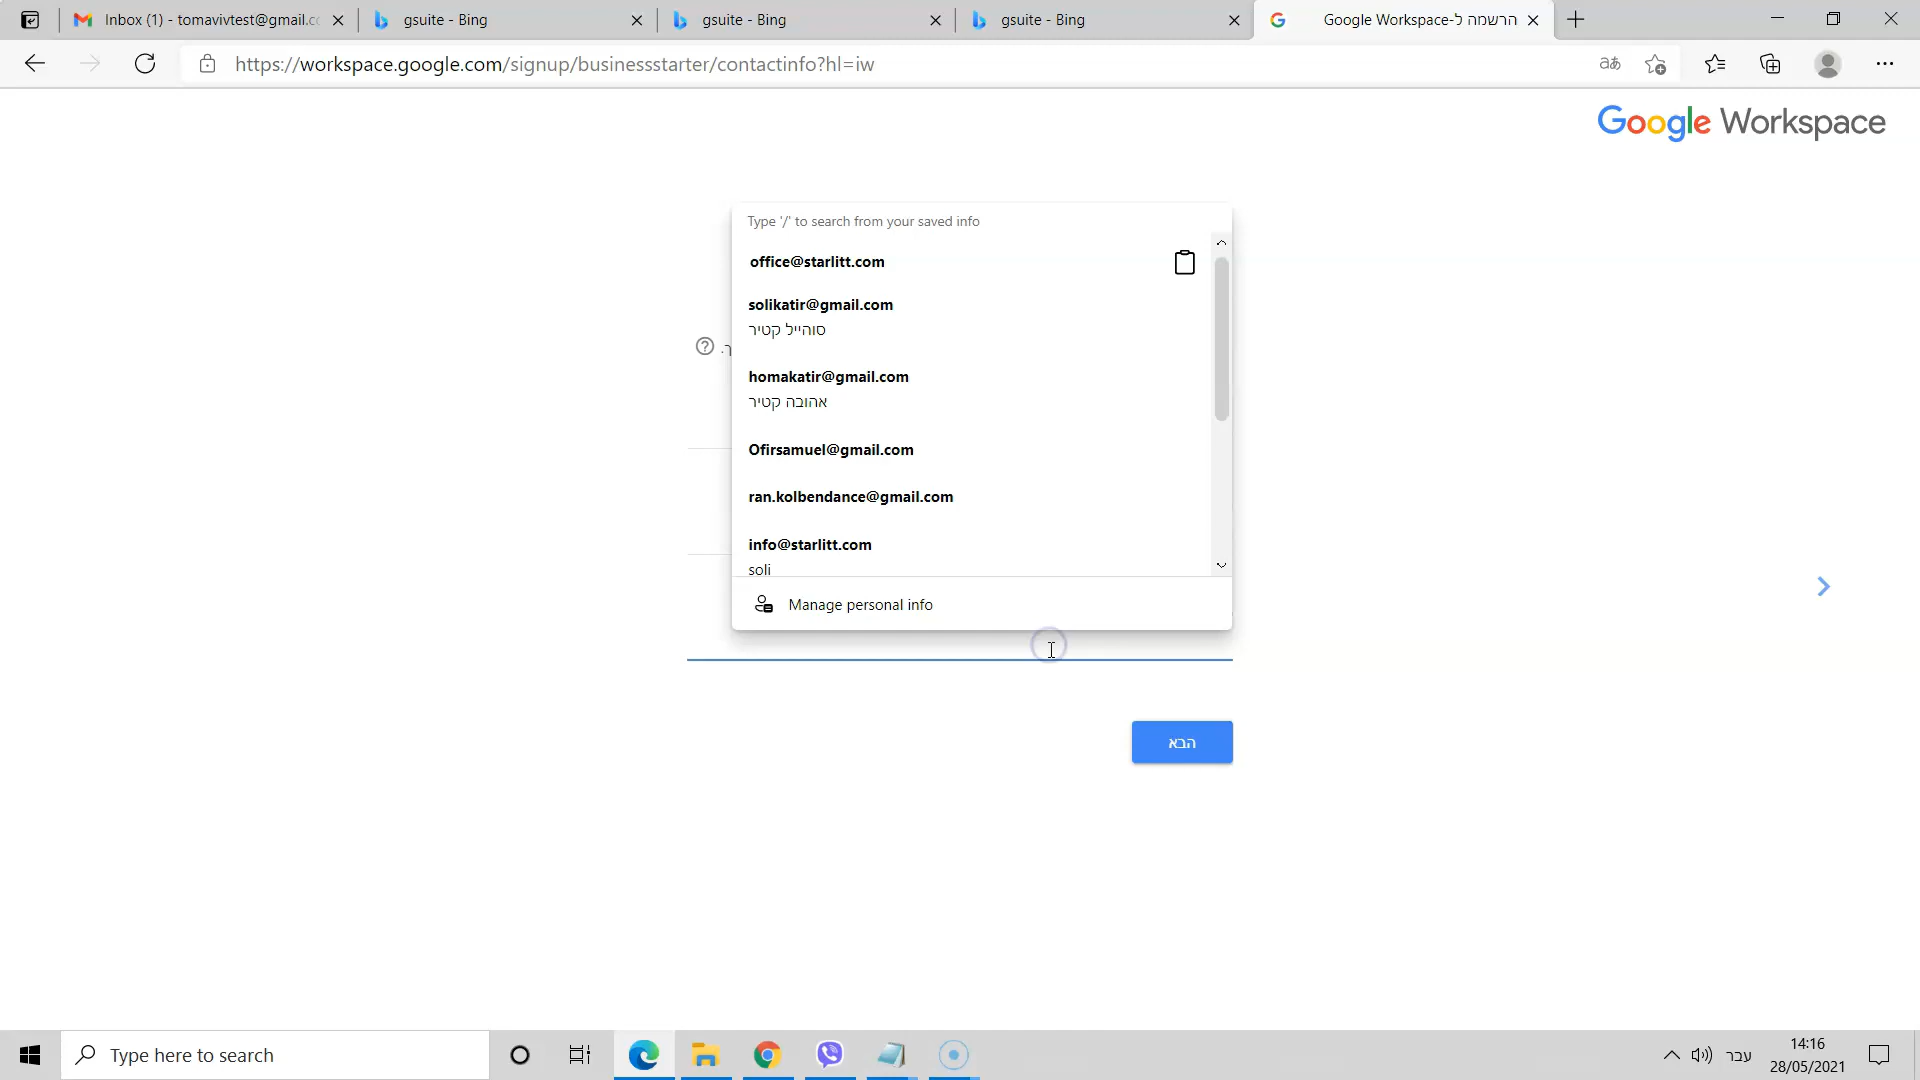 Inbox (1) - tomavivtest@gmail.c
gsuite - Bing
gsuite - Bing
gsuite - Bing
הרשמה ל-Google Workspace
https://workspace.google.com/signup/businessstarter/contactinfo?hl=iw
Google Workspace
Type '/' to search from your saved info
office@starlitt.com
solikatir@gmail.com
סוהייל קטיר
homakatir@gmail.com
אהובה קטיר
ך.
Ofirsamuel@gmail.com
ran.kolbendance@gmail.com
info@starlitt.com
soli
Manage personal info
הבא
Type here to search
עבר
14:16
28/05/2021